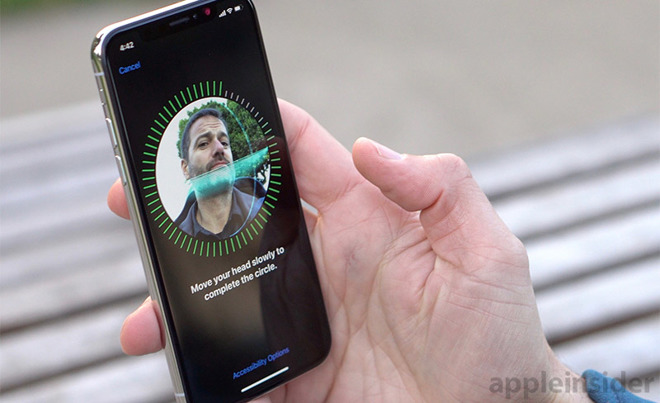 4:42
Cancel
Move your head slowly to
complete the circle.
Accessibility Options
appleinsider